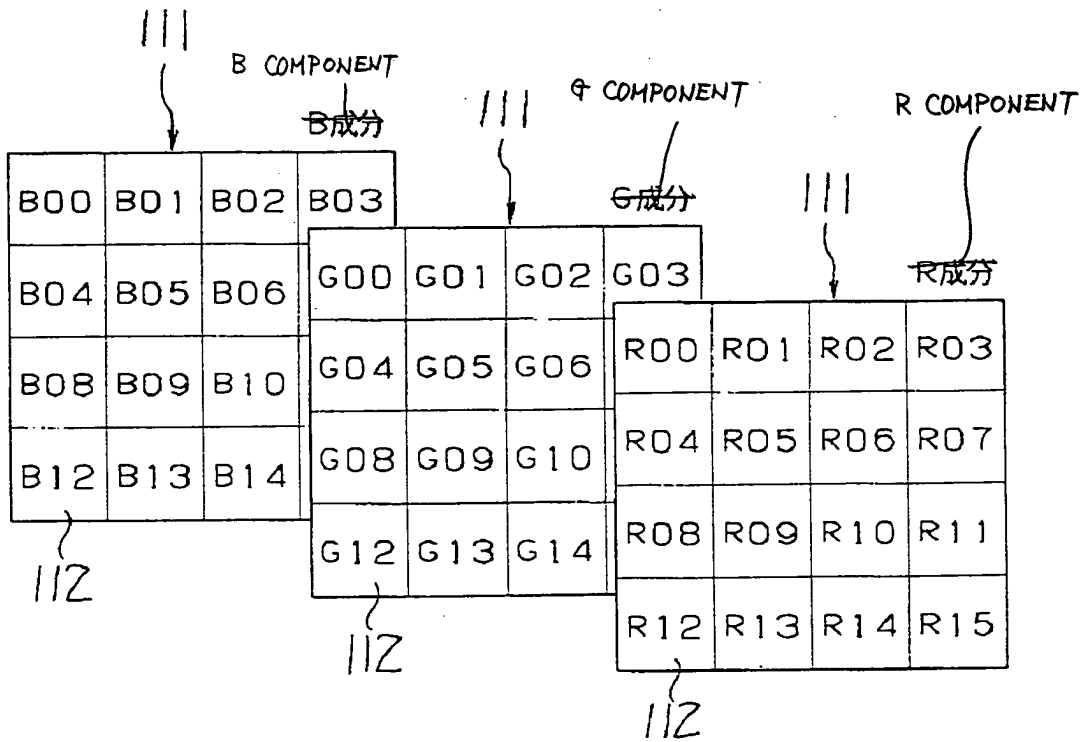 111
B COMPONENT
B成分
B00 B01 B02 B03
B04 B05 B06
B08 B09 B10
B12 B13 B14
112
111
G COMPONENT
G成分
G00 G01 G02 G03
G04 G05 G06
G08 G09 G10
G12 G13 G14
112
111
R COMPONENT
R成分
R00 R01 R02 R03
R04 R05 R06 R07
R08 R09 R10 R11
R12 R13 R14 R15
112